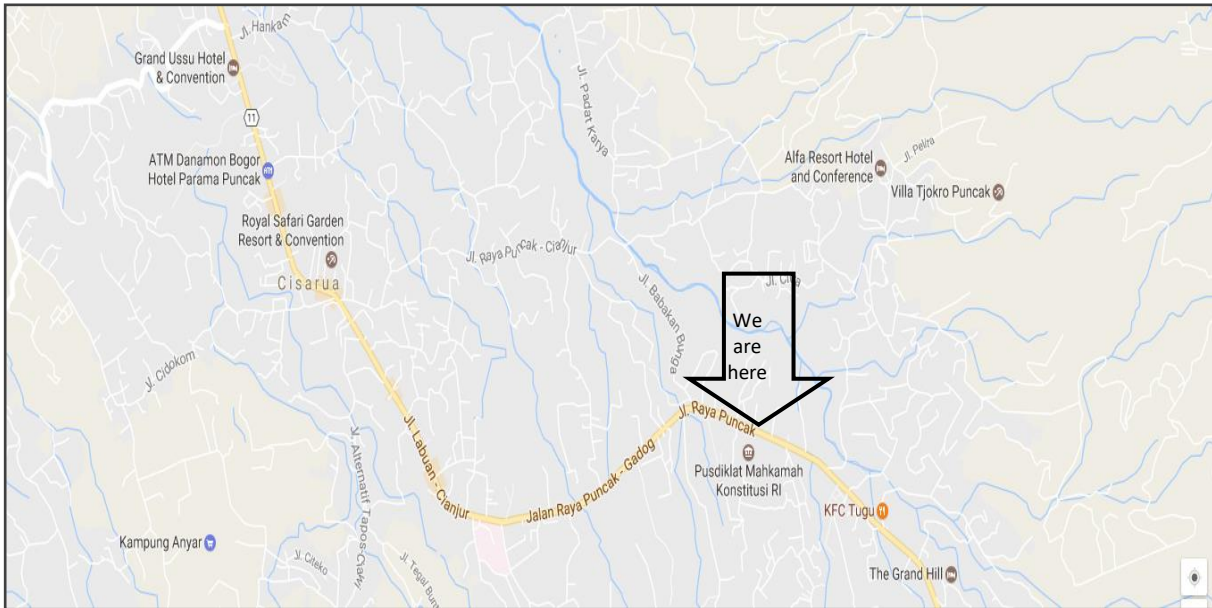 Jl. Hankam
Grand Ussu Hotel
& Convention
11
Jl. Padat Karya
ATM Danamon Bogor
Hotel Parama Puncak
Alfa Resort Hotel
and Conference
Jl. Pelra
Villa Tjokro Puncak
Royal Safari Garden
Resort & Convention
Jl. Raya Puncak - Cianjur
Cisarua
Jl. Babakan Bunga
We
are
here
Jl. Cidokom
Jl. Raya Puncak
Jl. Labuan - Cianjur
Jl. Alternatif Tapos-Ciawi
Jalan Raya Puncak - Gadog
Pusdiklat Mahkamah
Konstitusi RI
KFC Tugu
Kampung Anyar
Jl. Citeko
The Grand Hill